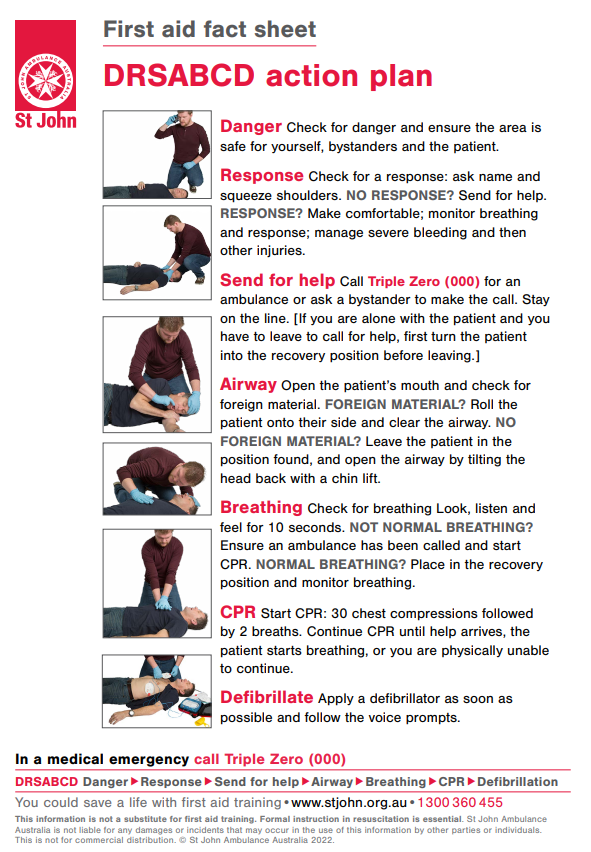 First aid fact sheet
DRSABCD action plan
ST JOHN AMBULANCE AUSTRALIA
St John
Danger Check for danger and ensure the area is
safe for yourself, bystanders and the patient.
Response Check for a response: ask name and
squeeze shoulders. NO RESPONSE? Send for help.
RESPONSE? Make comfortable; monitor breathing
and response; manage severe bleeding and then
other injuries.
Send for help Call Triple Zero (000) for an
ambulance or ask a bystander to make the call. Stay
on the line. [If you are alone with the patient and you
have to leave to call for help, first turn the patient
into the recovery position before leaving.]
Airway Open the patient's mouth and check for
foreign material. FOREIGN MATERIAL? Roll the
patient onto their side and clear the airway. NO
FOREIGN MATERIAL? Leave the patient in the
position found, and open the airway by tilting the
head back with a chin lift.
Breathing Check for breathing Look, listen and
feel for 10 seconds. NOT NORMAL BREATHING?
Ensure an ambulance has been called and start
CPR. NORMAL BREATHING? Place in the recovery
position and monitor breathing.
CPR Start CPR: 30 chest compressions followed
by 2 breaths. Continue CPR until help arrives, the
patient starts breathing, or you are physically unable
to continue.
Defibrillate Apply a defibrillator as soon as
possible and follow the voice prompts.
In a medical emergency call Triple Zero (000)
DRSABCD Danger ▶ Response ▶ Send for help ▶ Airway ▶ Breathing ▶ CPR ▶ Defibrillation
You could save a life with first aid training • www.stjohn.org.au • 1300 360 455
This information is not a substitute for first aid training. Formal instruction in resuscitation is essential. St John Ambulance
Australia is not liable for any damages or incidents that may occur in the use of this information by other parties or individuals.
This is not for commercial distribution. © St John Ambulance Australia 2022.